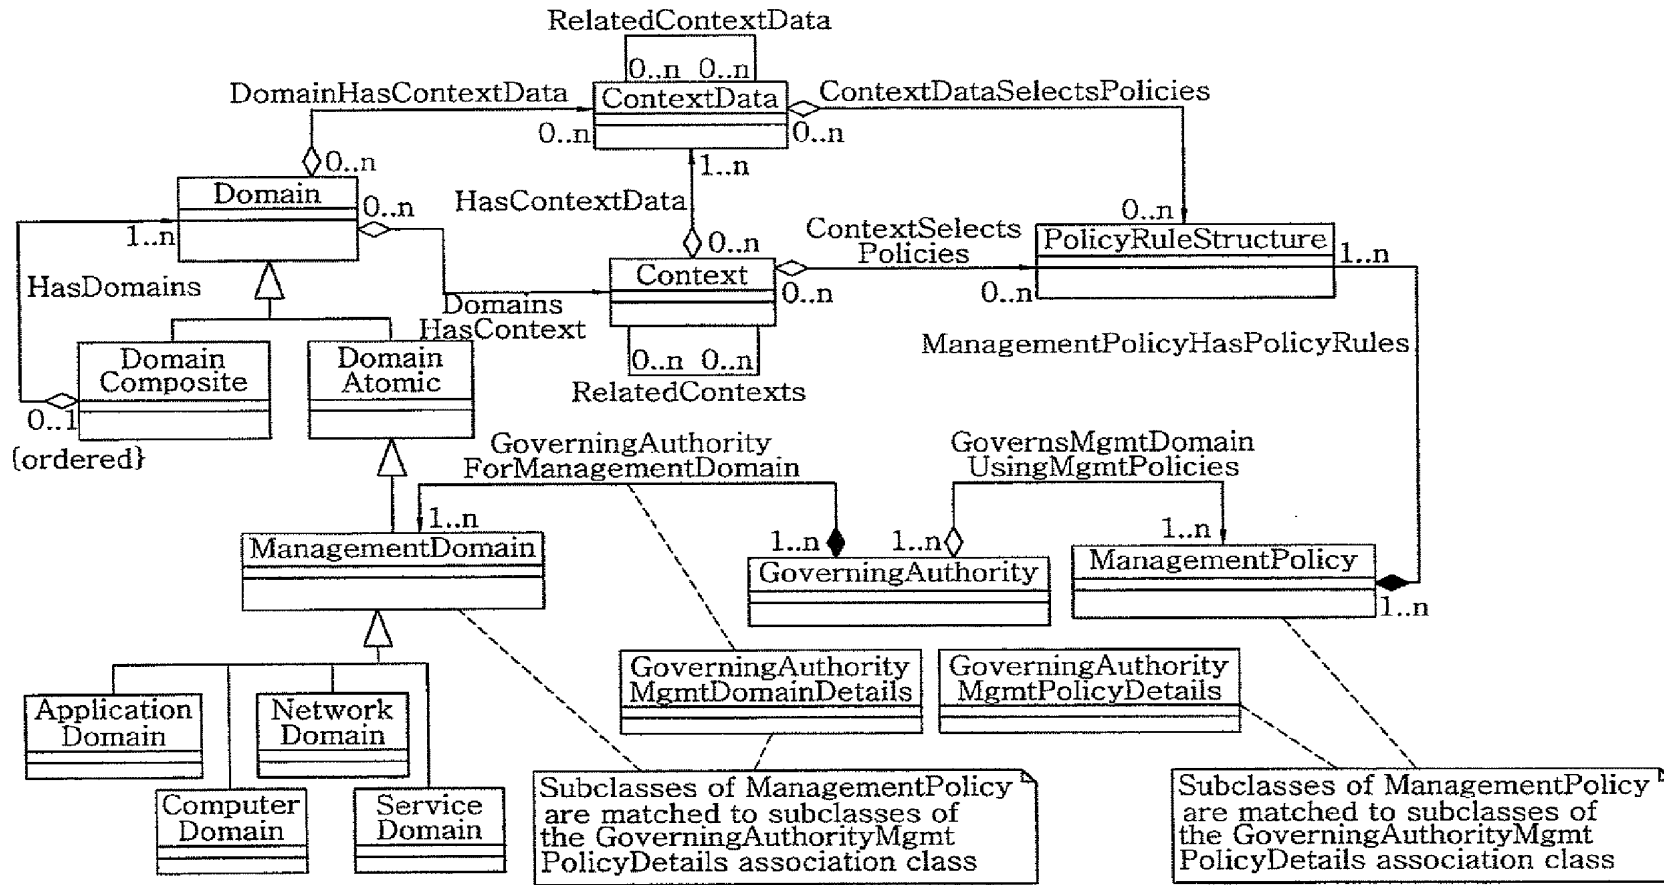 RelatedContextData
0..n 0..n
DomainHasContextData
ContextData
ContextDataSelectsPolicies
0..n
0..n
0..n
1..n
Domain
0..n
HasContextData
0..n
1..n
0..n
ContextSelects
Policies
0..n
PolicyRuleStructure
1..n
HasDomains
Context
0..n
0..n
Domains
HasContext
Domain
Composite
Domain
Atomic
0..n 0..n
RelatedContexts
ManagementPolicyHasPolicyRules
0..1
{ordered}
GoverningAuthority
ForManagementDomain
GovernsMgmtDomain
UsingMgmtPolicies
1..n
1..n
1..n
1..n
ManagementDomain
GoverningAuthority
ManagementPolicy
1..n
GoverningAuthority
MgmtDomainDetails
GoverningAuthority
MgmtPolicyDetails
Application
Domain
Network
Domain
Computer
Domain
Service
Domain
Subclasses of ManagementPolicy
are matched to subclasses of
the GoverningAuthorityMgmt
PolicyDetails association class
Subclasses of ManagementPolicy
are matched to subclasses of
the GoverningAuthorityMgmt
PolicyDetails association class